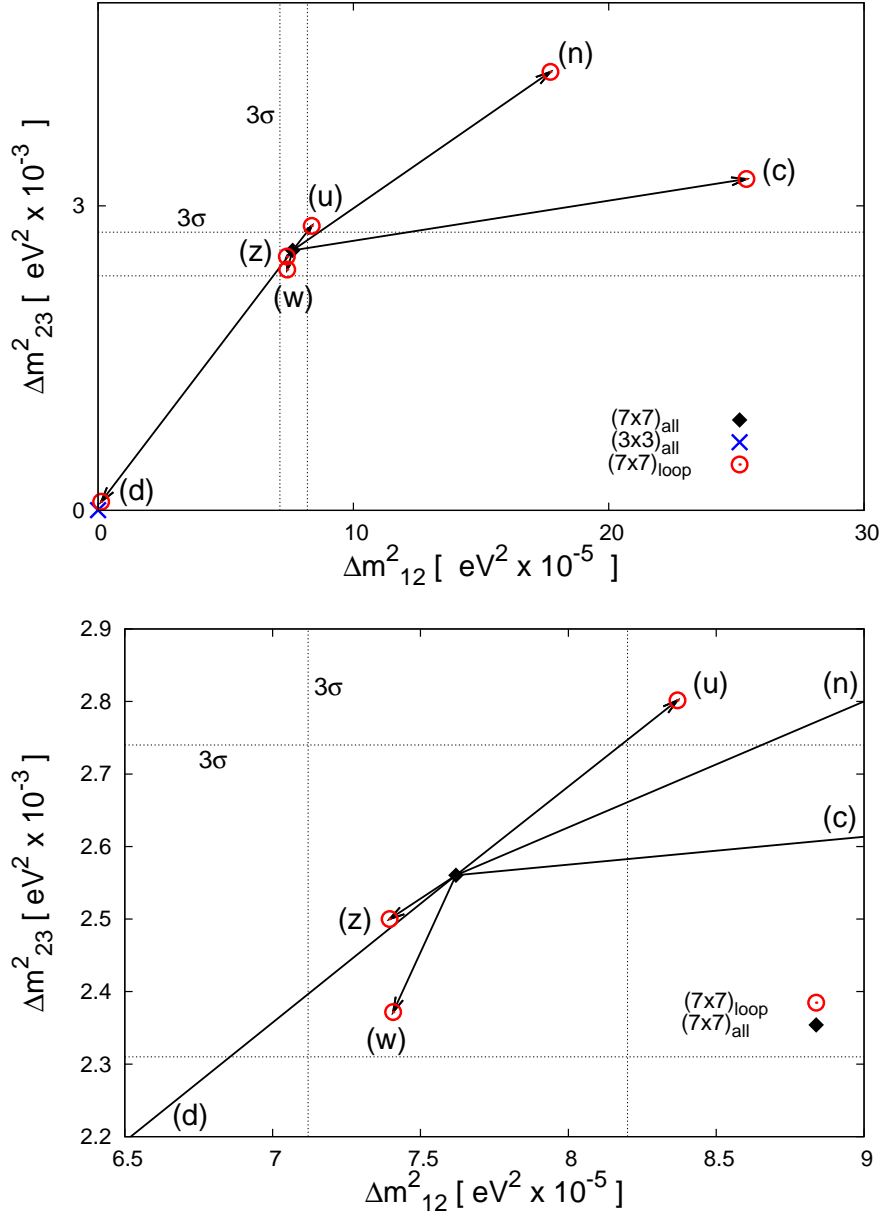 (n)
3σ
(c)
(u)
3
3σ
(z)
(w)
Δm²₂₃ [ eV² x 10⁻³ ]
(7x7)all
(3x3)all
(7x7)loop
(d)
0
0 10 20 30
Δm²₁₂ [ eV² x 10⁻⁵ ]
2.9
(u) (n)
3σ
2.8
3σ
2.7
(c)
2.6
2.5
(z)
2.4
(7x7)loop
(7x7)all
(w)
2.3
(d)
2.2
Δm²₂₃ [ eV² x 10⁻³ ]
6.5 7 7.5 8 8.5 9
Δm²₁₂ [ eV² x 10⁻⁵ ]